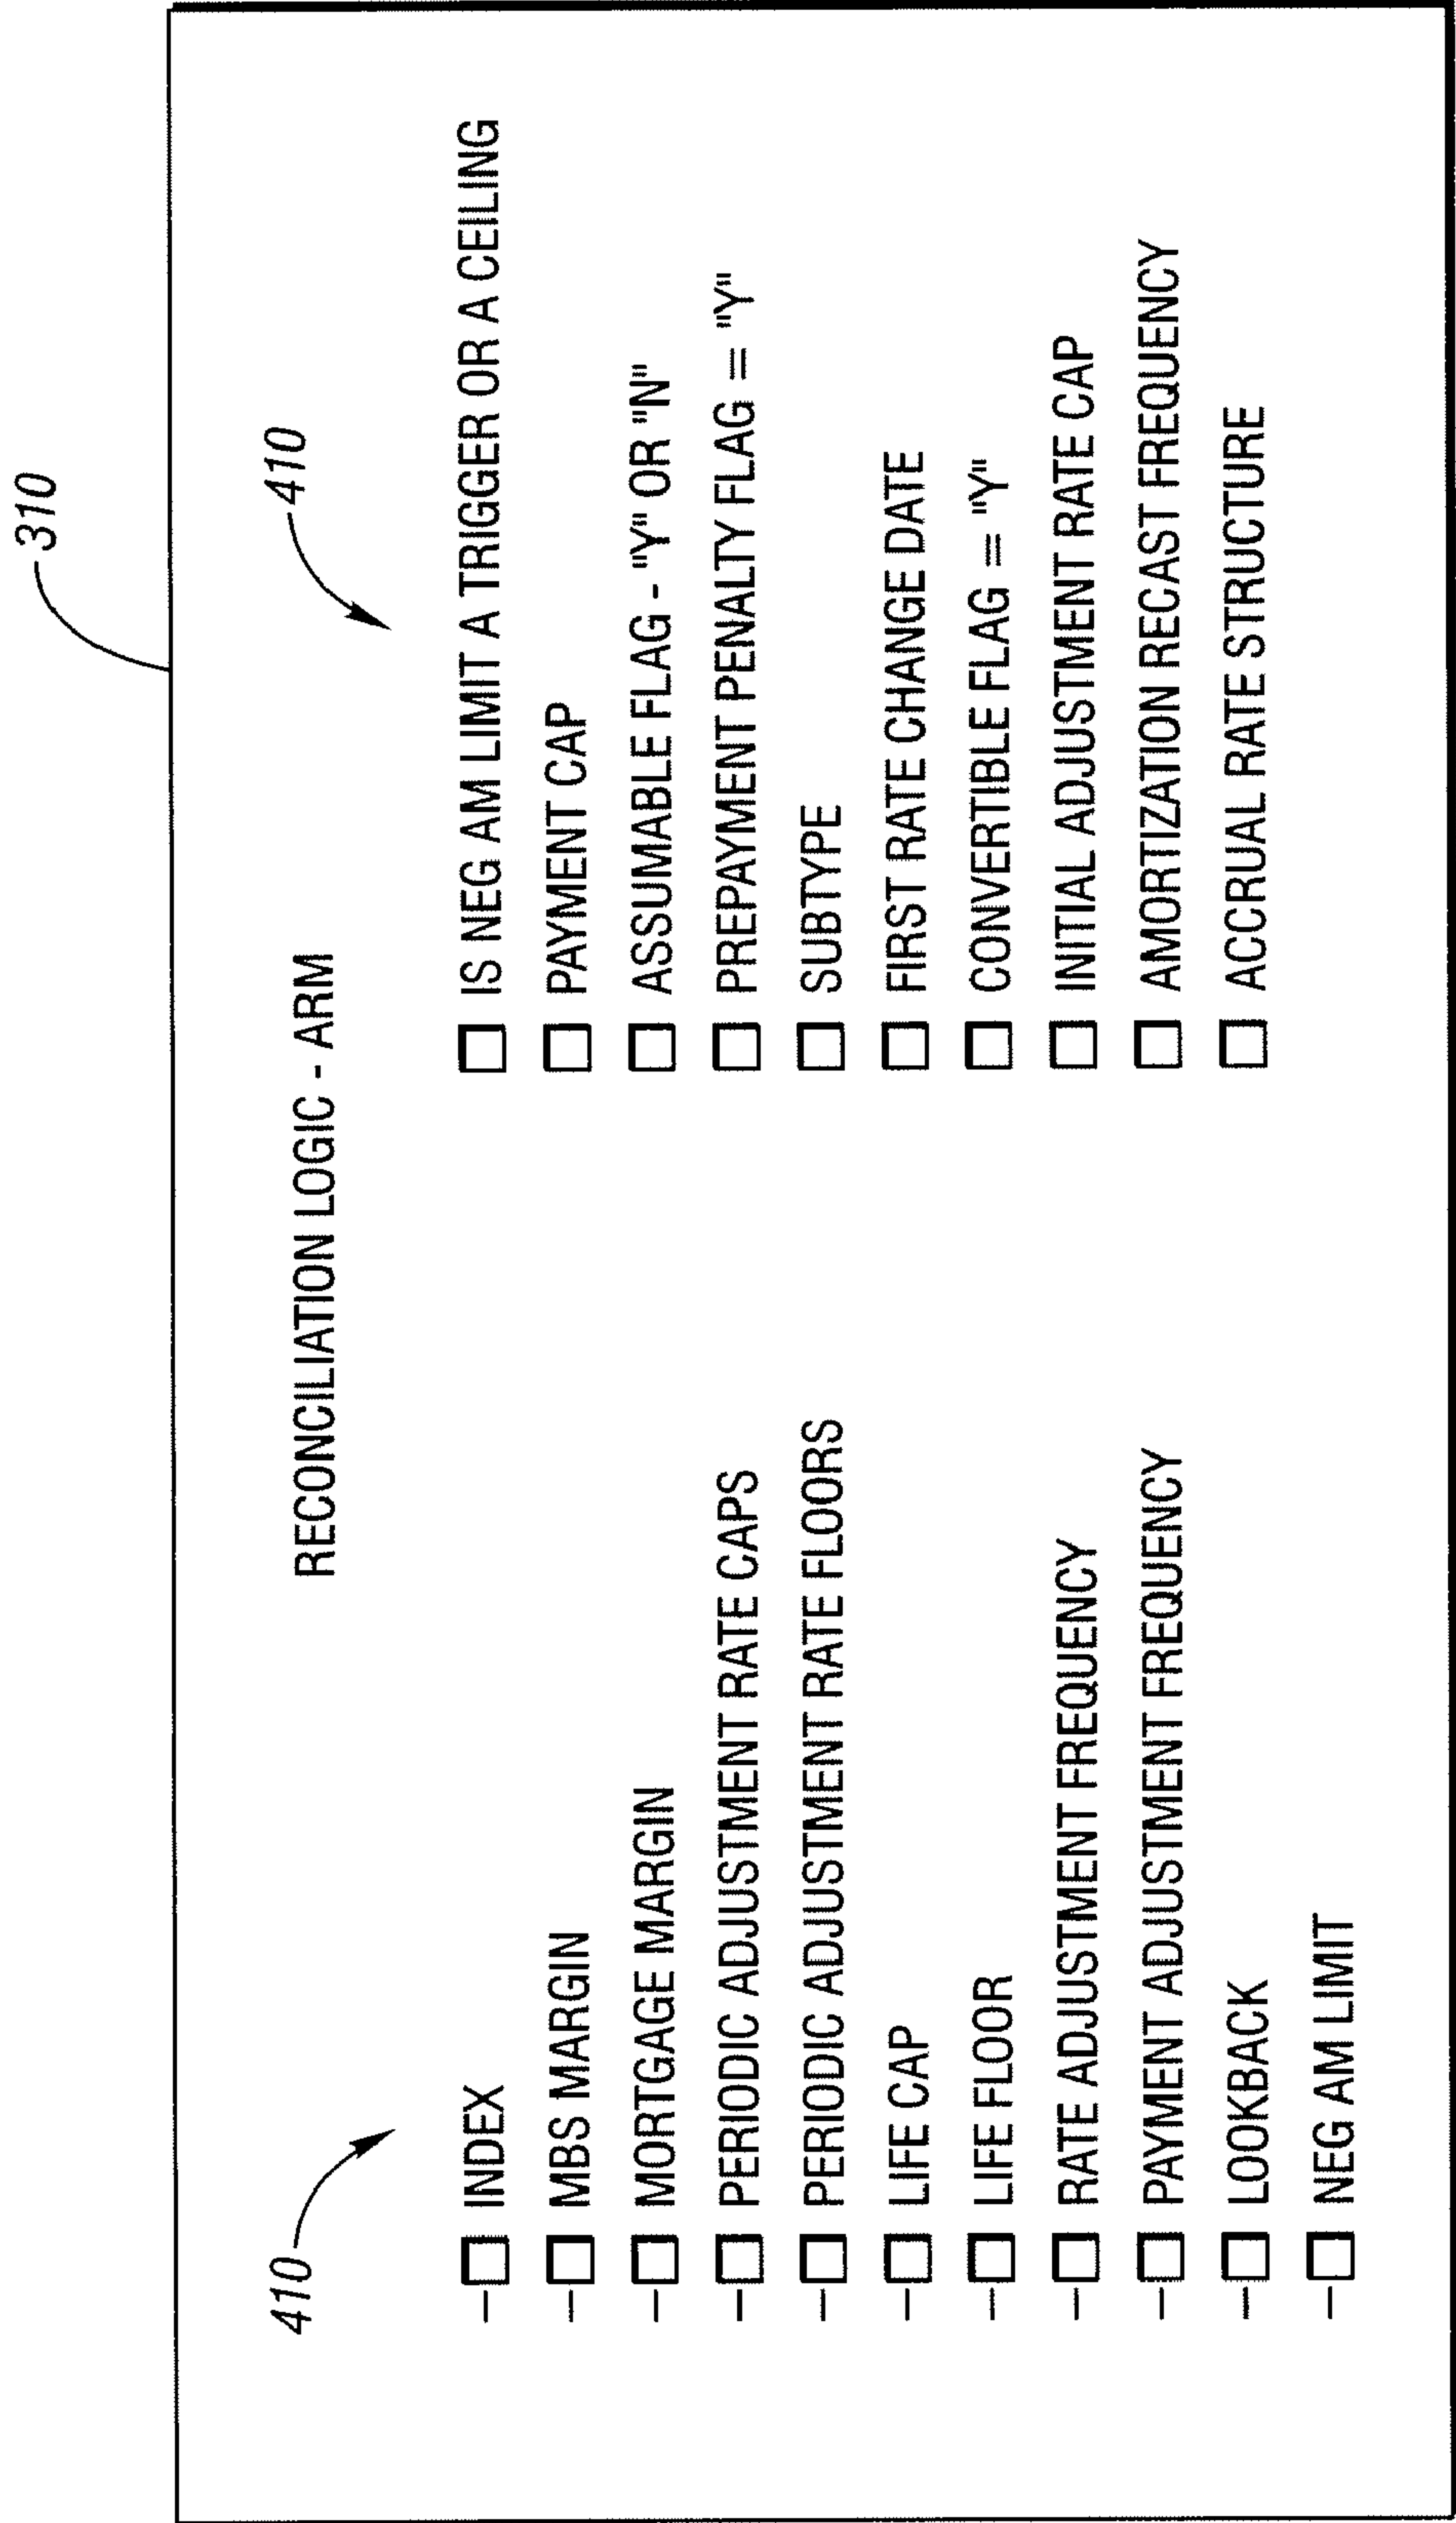 310
RECONCILIATION LOGIC - ARM
410
– □ INDEX
– □ MBS MARGIN
– □ MORTGAGE MARGIN
– □ PERIODIC ADJUSTMENT RATE CAPS
– □ PERIODIC ADJUSTMENT RATE FLOORS
– □ LIFE CAP
– □ LIFE FLOOR
– □ RATE ADJUSTMENT FREQUENCY
– □ PAYMENT ADJUSTMENT FREQUENCY
– □ LOOKBACK
– □ NEG AM LIMIT
410
□ IS NEG AM LIMIT A TRIGGER OR A CEILING
□ PAYMENT CAP
□ ASSUMABLE FLAG - "Y" OR "N"
□ PREPAYMENT PENALTY FLAG = "Y"
□ SUBTYPE
□ FIRST RATE CHANGE DATE
□ CONVERTIBLE FLAG = "Y"
□ INITIAL ADJUSTMENT RATE CAP
□ AMORTIZATION RECAST FREQUENCY
□ ACCRUAL RATE STRUCTURE